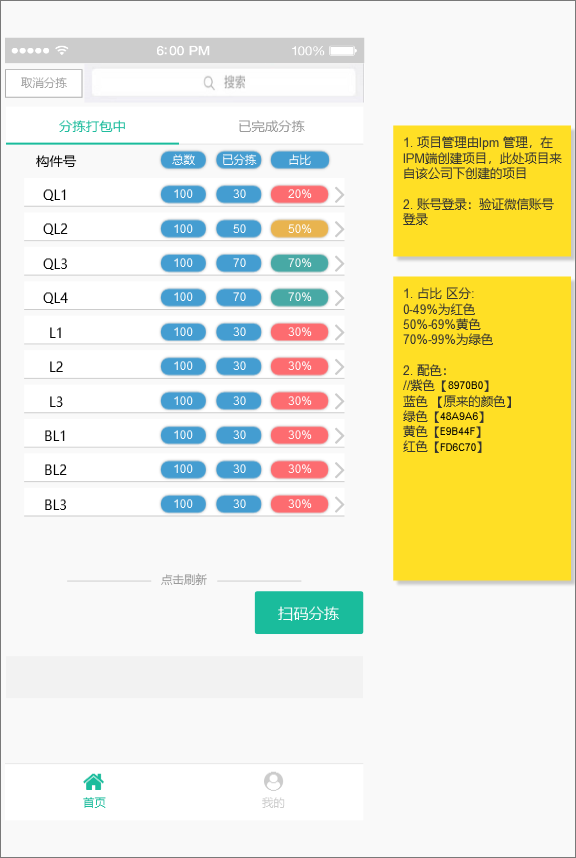 6:00 PM 100%
取消分拣 搜索
分拣打包中 已完成分拣
构件号 总数 已分拣 占比
QL1 100 30 20%
QL2 100 50 50%
QL3 100 70 70%
QL4 100 70 70%
L1 100 30 30%
L2 100 30 30%
L3 100 30 30%
BL1 100 30 30%
BL2 100 30 30%
BL3 100 30 30%
点击刷新
扫码分拣
首页 我的
1. 项目管理由Ipm 管理，在
IPM端创建项目，此处项目来
自该公司下创建的项目
2. 账号登录：验证微信账号
登录
1. 占比 区分:
0-49%为红色
50%-69%黄色
70%-99%为绿色
2. 配色：
//紫色【8970B0】
蓝色 【原来的颜色】
绿色【48A9A6】
黄色【E9B44F】
红色【FD6C70】